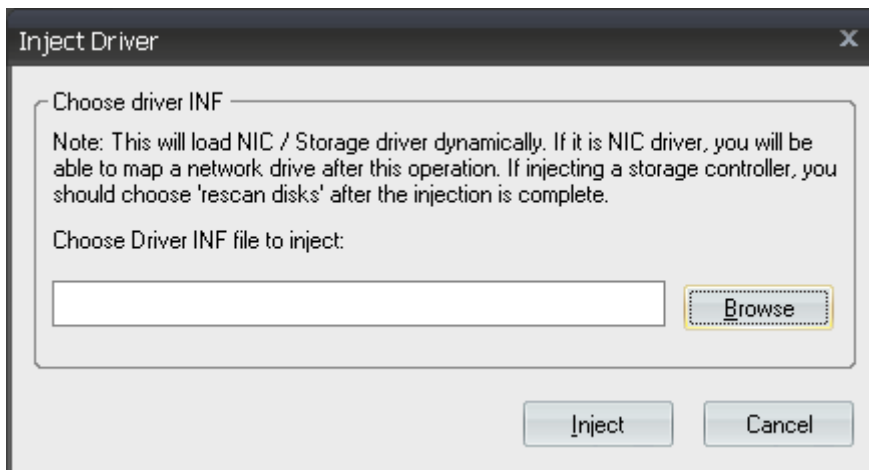 Inject Driver
x
Choose driver INF
Note: This will load NIC / Storage driver dynamically. If it is NIC driver, you will be
able to map a network drive after this operation. If injecting a storage controller, you
should choose 'rescan disks' after the injection is complete.
Choose Driver INF file to inject:
Browse
Inject
Cancel